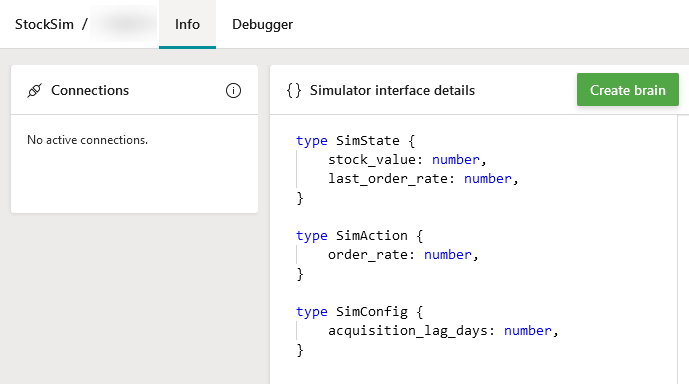 StockSim /
Info
Debugger
Connections
No active connections.
{} Simulator interface details
Create brain
type SimState {
stock_value: number,
last_order_rate: number,
}
type SimAction {
order_rate: number,
}
type SimConfig {
acquisition_lag_days: number,
}